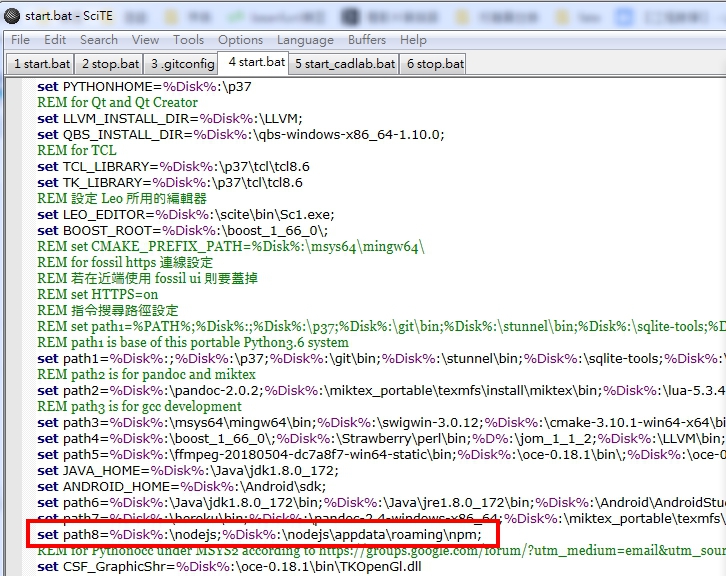 start.bat - SciTE
File Edit Search View Tools Options Language Buffers Help
1 start.bat 2 stop.bat 3 .gitconfig 4 start.bat 5 start_cadlab.bat 6 stop.bat
set PYTHONHOME=%Disk%:\p37
REM for Qt and Qt Creator
set LLVM_INSTALL_DIR=%Disk%:\LLVM;
set QBS_INSTALL_DIR=%Disk%:\qbs-windows-x86_64-1.10.0;
REM for TCL
set TCL_LIBRARY=%Disk%:\p37\tcl\tcl8.6
set TK_LIBRARY=%Disk%:\p37\tcl\tcl8.6
REM 設定 Leo 所用的編輯器
set LEO_EDITOR=%Disk%:\scite\bin\Sc1.exe;
set BOOST_ROOT=%Disk%:\boost_1_66_0\;
REM set CMAKE_PREFIX_PATH=%Disk%:\msys64\mingw64\
REM for fossil https 連線設定
REM 若在近端使用 fossil ui 則要蓋掉
REM set HTTPS=on
REM 指令搜尋路徑設定
REM set path1=%PATH%;%Disk%:;%Disk%:\p37;%Disk%:\git\bin;%Disk%:\stunnel\bin;%Disk%:\sqlite-tools;%D
REM path1 is base of this portable Python3.6 system
set path1=%Disk%:;%Disk%:\p37;%Disk%:\git\bin;%Disk%:\stunnel\bin;%Disk%:\sqlite-tools;%Disk%:\
REM path2 is for pandoc and miktex
set path2=%Disk%:\pandoc-2.0.2;%Disk%:\miktex_portable\texmfs\install\miktex\bin;%Disk%:\lua-5.3.4
REM path3 is for gcc development
set path3=%Disk%:\msys64\mingw64\bin;%Disk%:\swigwin-3.0.12;%Disk%:\cmake-3.10.1-win64-x64\bi
set path4=%Disk%:\boost_1_66_0\;%Disk%:\Strawberry\perl\bin;%D%:\jom_1_1_2;%Disk%:\LLVM\bin;
set path5=%Disk%:\ffmpeg-20180504-dc7a8f7-win64-static\bin;%Disk%:\oce-0.18.1\bin\;%Disk%:\oce-0
set JAVA_HOME=%Disk%:\Java\jdk1.8.0_172;
set ANDROID_HOME=%Disk%:\Android\sdk;
set path6=%Disk%:\Java\jdk1.8.0_172\bin;%Disk%:\Java\jre1.8.0_172\bin;%Disk%:\Android\AndroidStu
set path7=%Disk%:\heroku\bin;%Disk%:\pandoc-2.4-windows-x86_64;%Disk%:\miktex_portable\texmfs\
set path8=%Disk%:\nodejs;%Disk%:\nodejs\appdata\roaming\npm;
REM for Pythonocc under MSYS2 according to https://groups.google.com/forum/?utm_medium=email&utm_sour
set CSF_GraphicShr=%Disk%:\oce-0.18.1\bin\TKOpenGl.dll